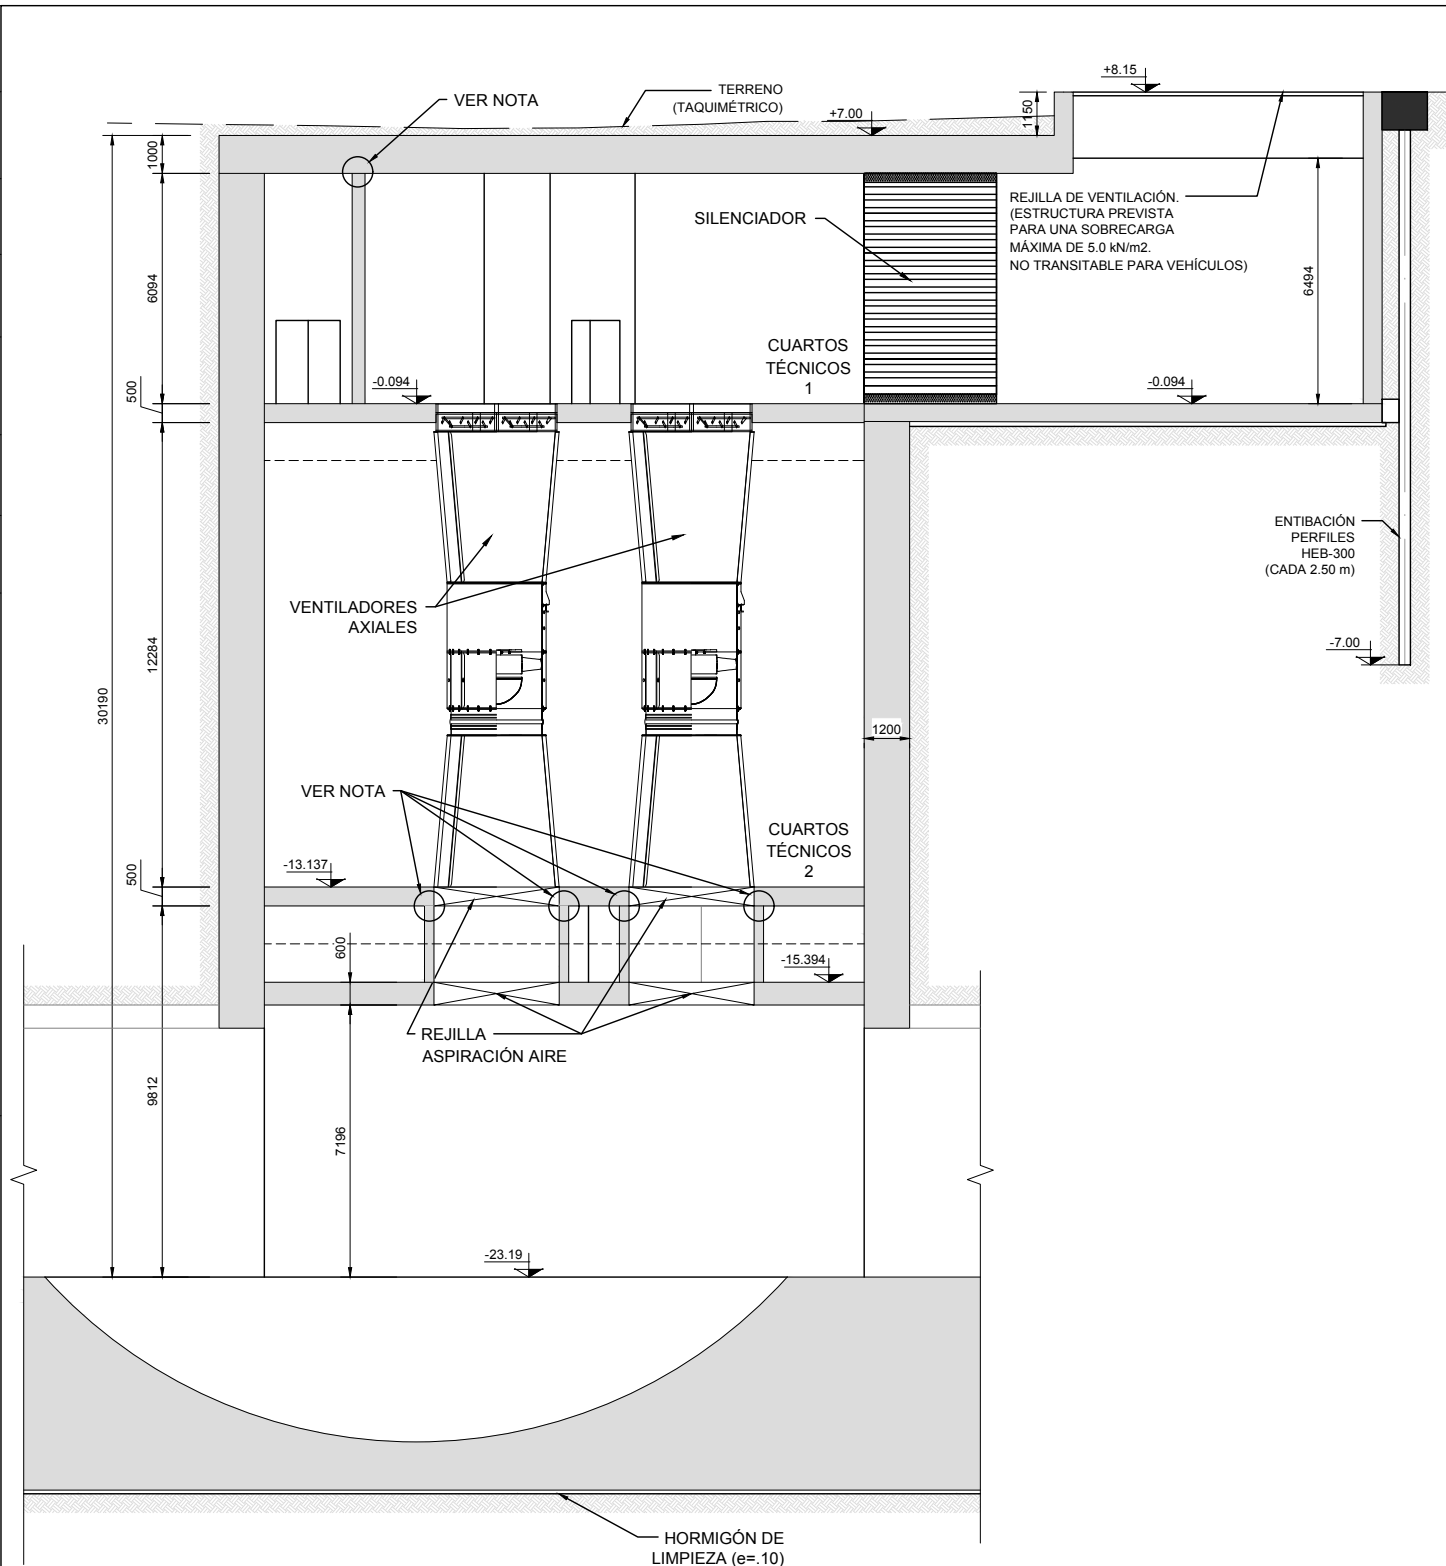 +8.15
TERRENO
(TAQUIMÉTRICO)
VER NOTA
+7.00
1150
1000
REJILLA DE VENTILACIÓN.
(ESTRUCTURA PREVISTA
PARA UNA SOBRECARGA
MÁXIMA DE 5.0 kN/m2.
NO TRANSITABLE PARA VEHÍCULOS)
SILENCIADOR
6094
6494
CUARTOS
TÉCNICOS
1
-0.094
-0.094
500
ENTIBACIÓN
PERFILES
HEB-300
(CADA 2.50 m)
VENTILADORES
AXIALES
12284
-7.00
30190
1200
VER NOTA
CUARTOS
TÉCNICOS
2
-13.137
500
600
-15.394
REJILLA
ASPIRACIÓN AIRE
9812
7196
-23.19
HORMIGÓN DE
LIMPIEZA (e=.10)